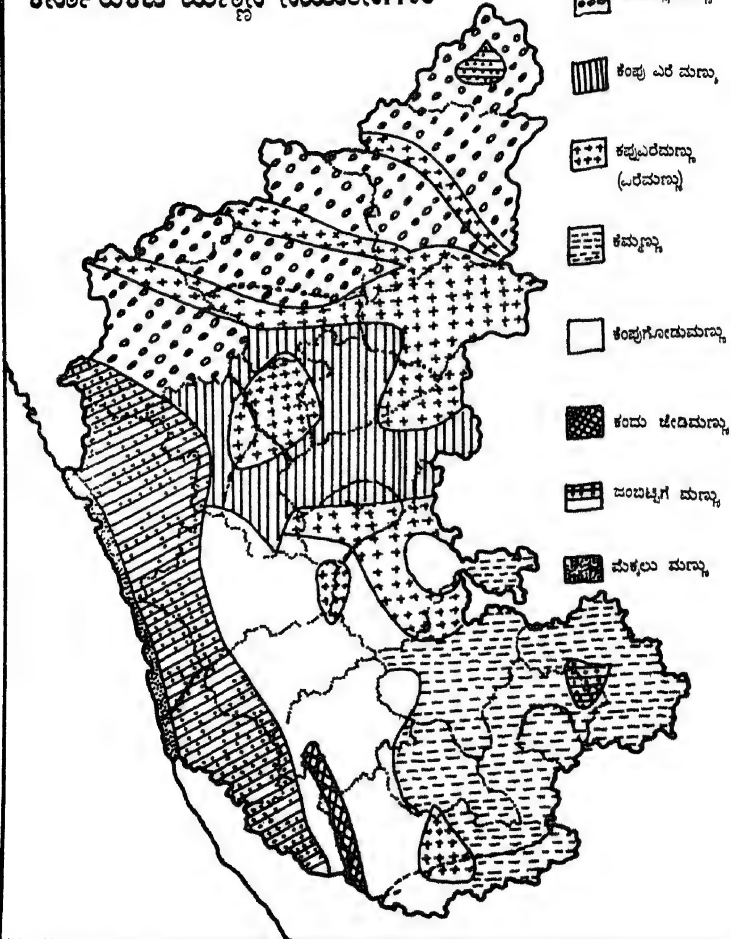 ಕೆಂಪು ಎರೆ ಮಣ್ಣು
ಕಪ್ಪುಎರೆಮಣ್ಣು
(ಎರೆಮಣ್ಣು)
ಕೆಮ್ಮಣ್ಣು
ಕೆಂಪುಗೋಡುಮಣ್ಣು
ಕಂದು ಜೇಡಿಮಣ್ಣು
ಜಂಬಿಟ್ಟಿಗೆ ಮಣ್ಣು
ಮೆಕ್ಕಲು ಮಣ್ಣು